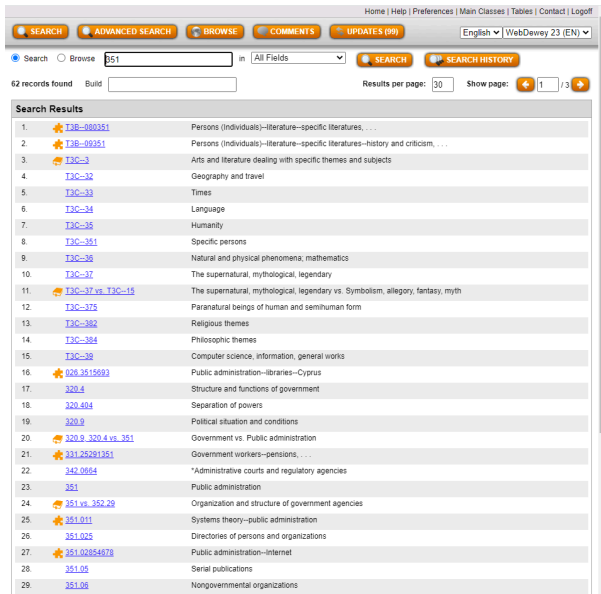 Home | Help | Preferences | Main Classes | Tables | Contact | Logoff
SEARCH ADVANCED SEARCH BROWSE COMMENTS UPDATES (99) English WebDewey 23 (EN)
Search Browse 351 in All Fields SEARCH SEARCH HISTORY
62 records found Build Results per page: 30 Show page: 1 / 3
Search Results
1. T3B--080351 Persons (Individuals)--literature--specific literatures, . . .
2. T3B--09351 Persons (Individuals)--literature--specific literatures--history and criticism, . . .
3. T3C--3 Arts and literature dealing with specific themes and subjects
4. T3C--32 Geography and travel
5. T3C--33 Times
6. T3C--34 Language
7. T3C--35 Humanity
8. T3C--351 Specific persons
9. T3C--36 Natural and physical phenomena; mathematics
10. T3C--37 The supernatural, mythological, legendary
11. T3C--37 vs. T3C--15 The supernatural, mythological, legendary vs. Symbolism, allegory, fantasy, myth
12. T3C--375 Paranatural beings of human and semihuman form
13. T3C--382 Religious themes
14. T3C--384 Philosophic themes
15. T3C--39 Computer science, information, general works
16. 026.3515693 Public administration--libraries--Cyprus
17. 320.4 Structure and functions of government
18. 320.404 Separation of powers
19. 320.9 Political situation and conditions
20. 320.9, 320.4 vs. 351 Government vs. Public administration
21. 331.25291351 Government workers--pensions, . . .
22. 342.0664 *Administrative courts and regulatory agencies
23. 351 Public administration
24. 351 vs. 352.29 Organization and structure of government agencies
25. 351.011 Systems theory--public administration
26. 351.025 Directories of persons and organizations
27. 351.02854678 Public administration--Internet
28. 351.05 Serial publications
29. 351.06 Nongovernmental organizations